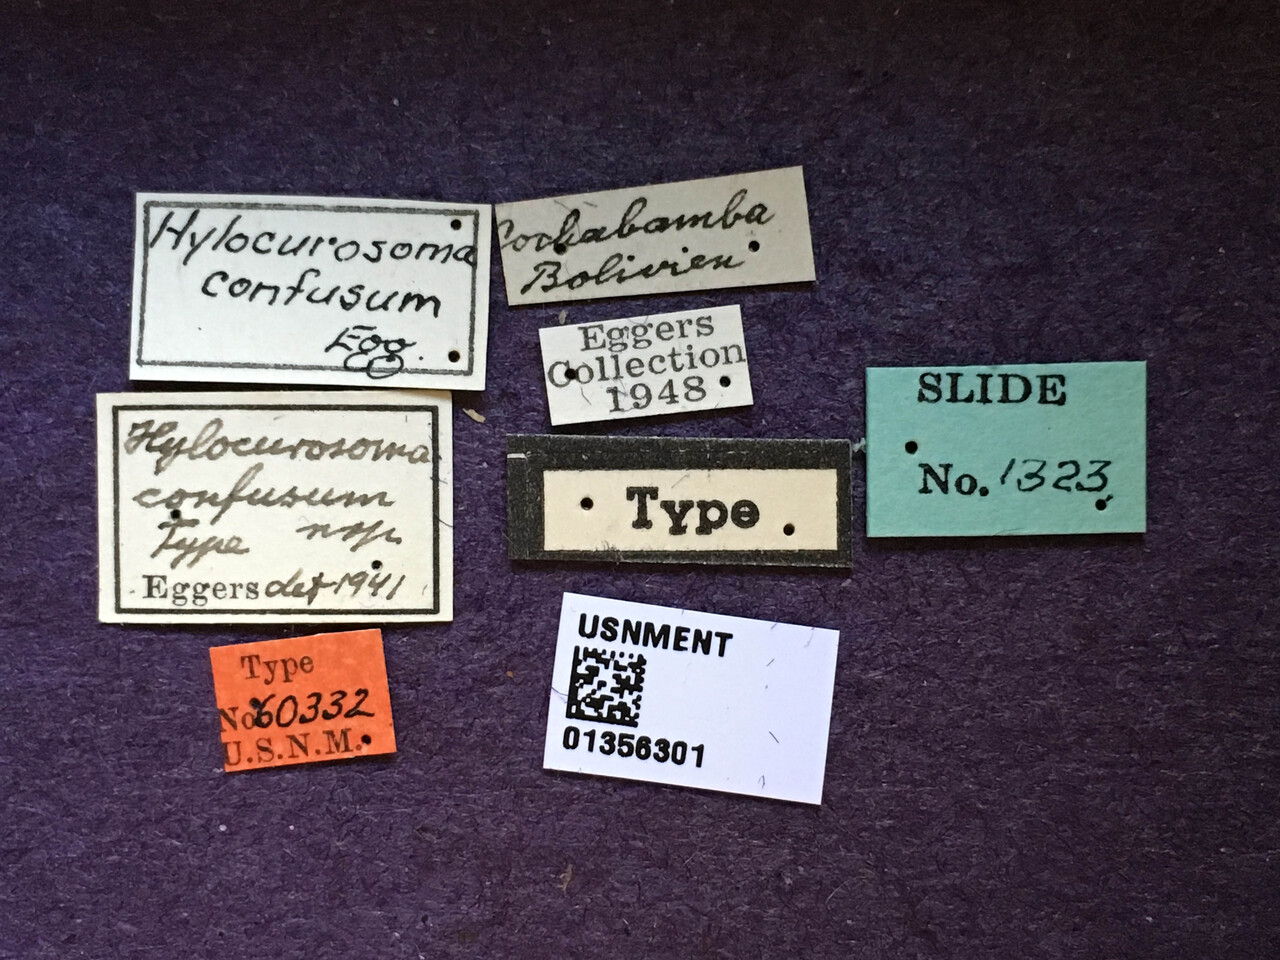 Hylocurosoma
confusum
Egg.
Cochabamba
Bolivien
Eggers
Collection
1948
SLIDE
No. 1323
Hylocurosoma
confusum
Type nsp.
Eggers det 1941
Type
Type
No 60332
U.S.N.M.
USNMENT
01356301